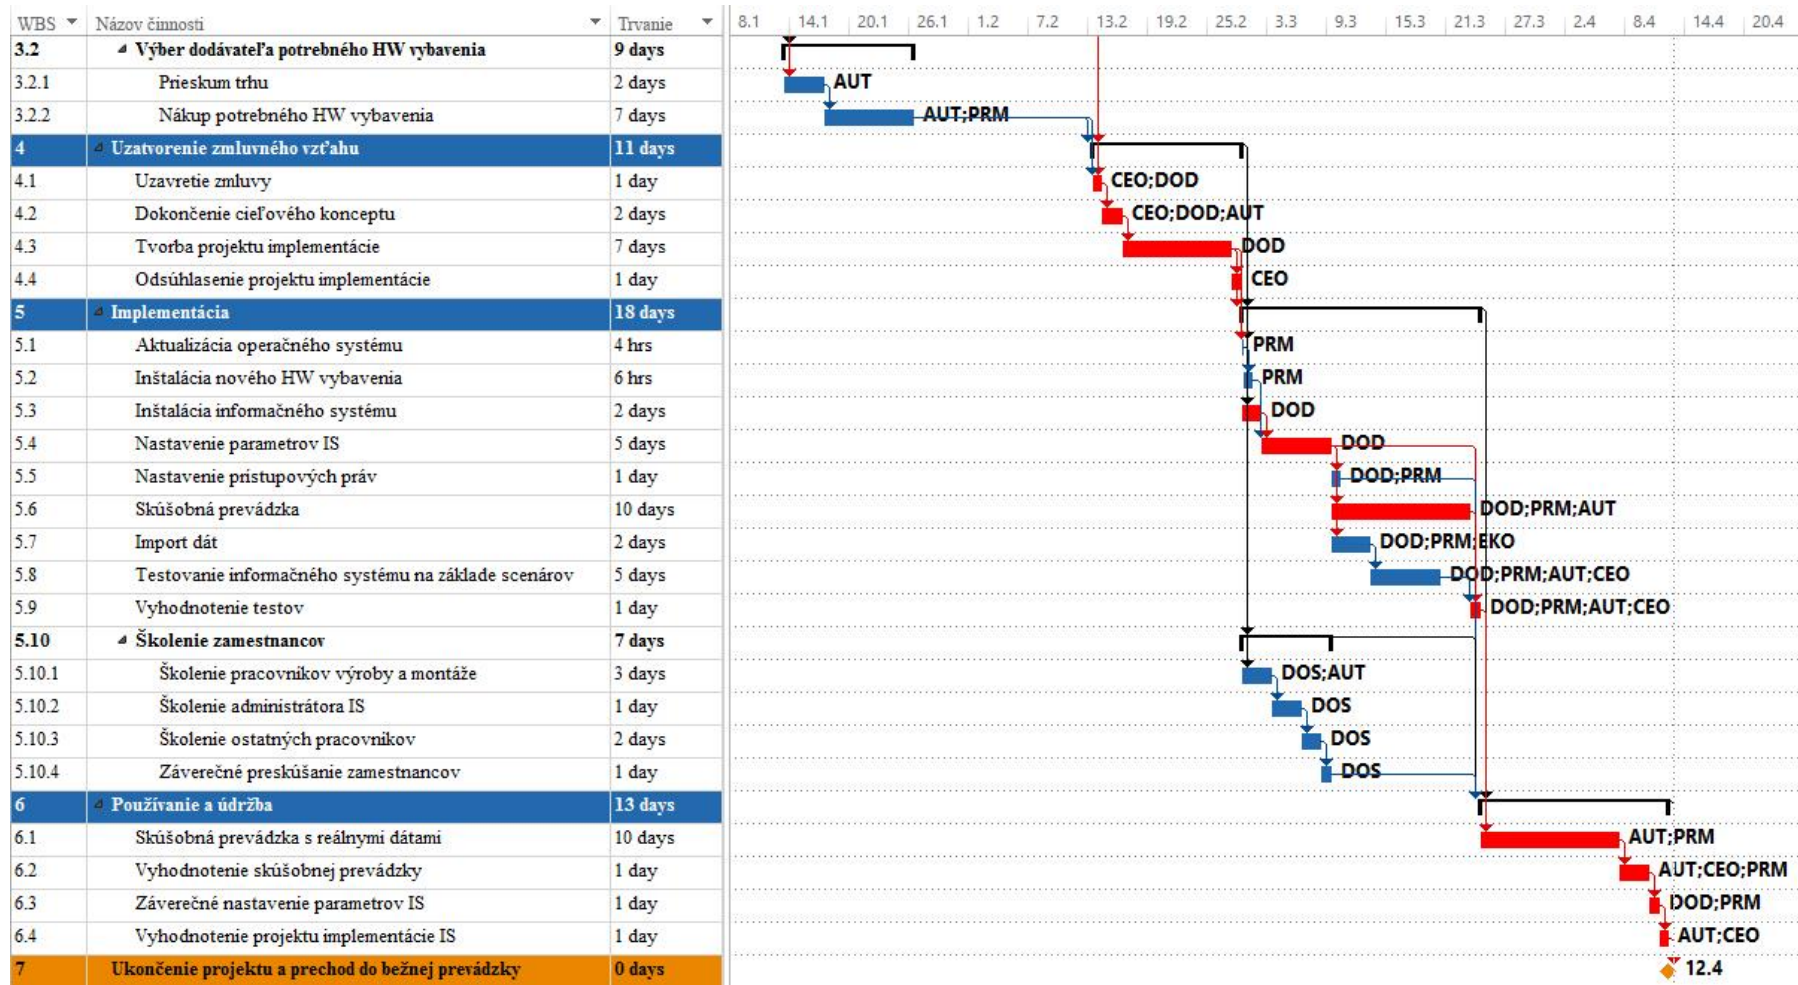 WBS Názov činnosti Trvanie 8.1 14.1 20.1 26.1 1.2 7.2 13.2 19.2 25.2 3.3 9.3 15.3 21.3 27.3 2.4 8.4 14.4 20.4
3.2 Výber dodávateľa potrebného HW vybavenia 9 days
3.2.1 Prieskum trhu 2 days AUT
3.2.2 Nákup potrebného HW vybavenia 7 days AUT;PRM
4 Uzatvorenie zmluvného vzťahu 11 days
4.1 Uzavretie zmluvy 1 day CEO;DOD
4.2 Dokončenie cieľového konceptu 2 days CEO;DOD;AUT
4.3 Tvorba projektu implementácie 7 days DOD
4.4 Odsúhlasenie projektu implementácie 1 day CEO
5 Implementácia 18 days
5.1 Aktualizácia operačného systému 4 hrs PRM
5.2 Inštalácia nového HW vybavenia 6 hrs PRM
5.3 Inštalácia informačného systému 2 days DOD
5.4 Nastavenie parametrov IS 5 days DOD
5.5 Nastavenie prístupových práv 1 day DOD;PRM
5.6 Skúšobná prevádzka 10 days DOD;PRM;AUT
5.7 Import dát 2 days DOD;PRM;EKO
5.8 Testovanie informačného systému na základe scenárov 5 days DOD;PRM;AUT;CEO
5.9 Vyhodnotenie testov 1 day DOD;PRM;AUT;CEO
5.10 Školenie zamestnancov 7 days
5.10.1 Školenie pracovníkov výroby a montáže 3 days DOS;AUT
5.10.2 Školenie administrátora IS 1 day DOS
5.10.3 Školenie ostatných pracovníkov 2 days DOS
5.10.4 Záverečné preskúšanie zamestnancov 1 day DOS
6 Používanie a údržba 13 days
6.1 Skúšobná prevádzka s reálnymi dátami 10 days AUT;PRM
6.2 Vyhodnotenie skúšobnej prevádzky 1 day AUT;CEO;PRM
6.3 Záverečné nastavenie parametrov IS 1 day DOD;PRM
6.4 Vyhodnotenie projektu implementácie IS 1 day AUT;CEO
7 Ukončenie projektu a prechod do bežnej prevádzky 0 days 12.4